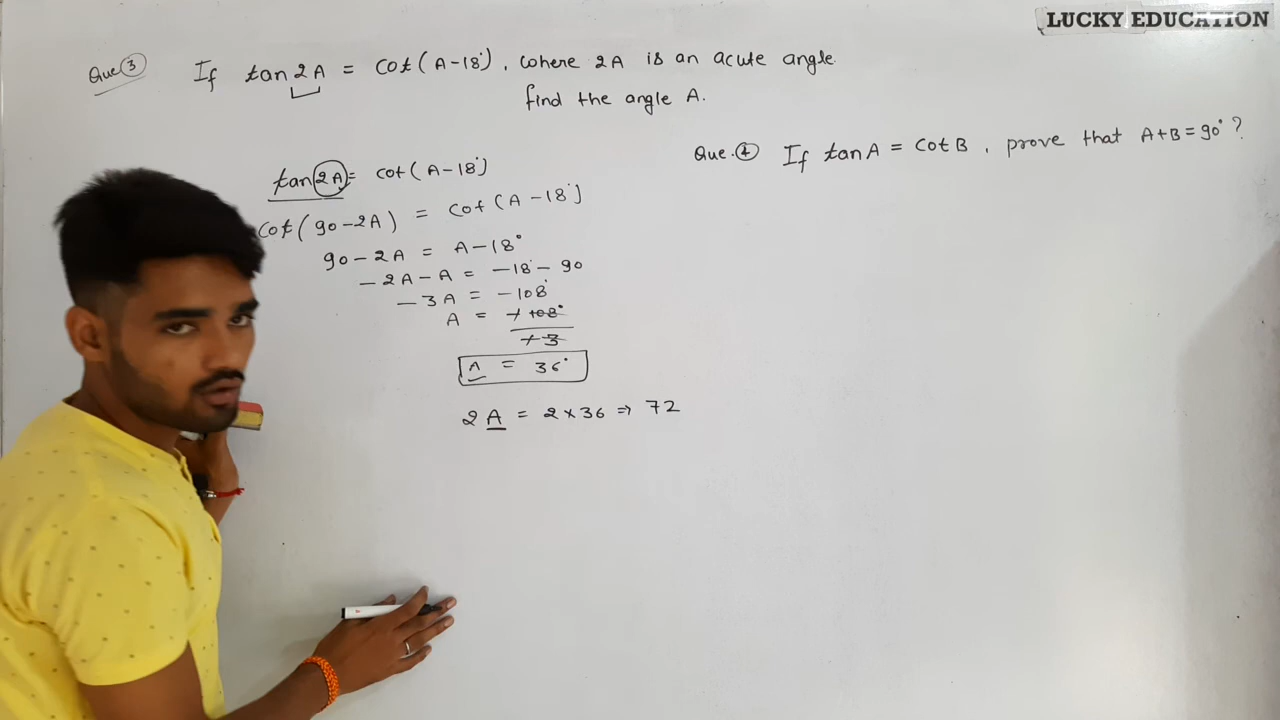 LUCKY EDUCATION
Que ③ If tan 2A = cot (A-18°), where 2A is an acute angle.
find the angle A.
tan 2A = cot (A-18°)
cot (90-2A) = cot (A-18°)
90-2A = A-18°
-2A-A = -18°-90
-3A = -108°
A = +108°
+3
A = 36°
2A = 2×36 ⇒ 72
Que. ④ If tan A = cot B, prove that A+B = 90°?